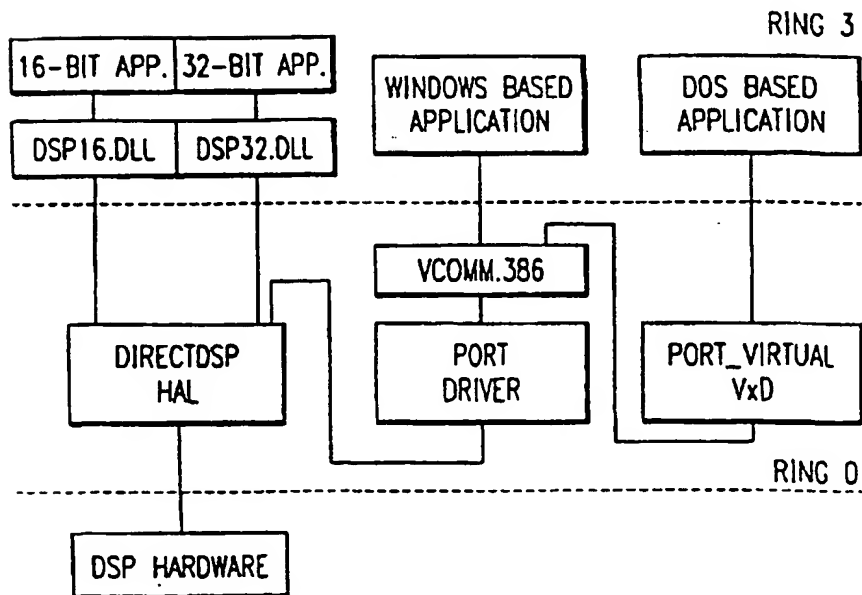 RING 3
16-BIT APP. 32-BIT APP.
WINDOWS BASED
APPLICATION
DOS BASED
APPLICATION
DSP16.DLL DSP32.DLL
VCOMM.386
DIRECTDSP
HAL
PORT
DRIVER
PORT_VIRTUAL
VxD
RING 0
DSP HARDWARE